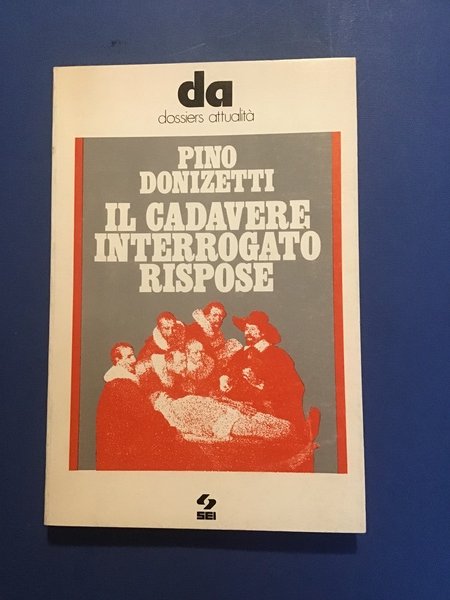 da
dossiers attualità
PINO
DONIZETTI
IL CADAVERE
INTERROGATO
RISPOSE
SEI